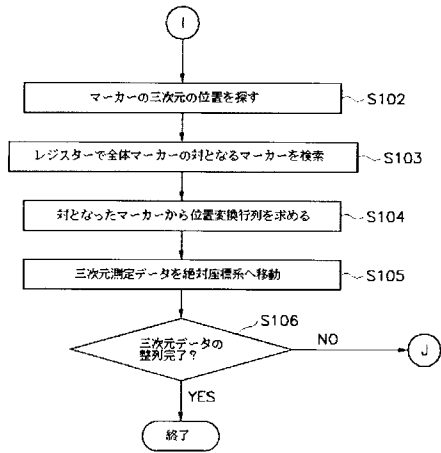 I
マーカーの三次元の位置を探す
S102
レジスターで全体マーカーの対となるマーカーを検索
S103
対となったマーカーから位置変換行列を求める
S104
三次元測定データを絶対座標系へ移動
S105
S106
三次元データの
整列完了?
NO
J
YES
終了